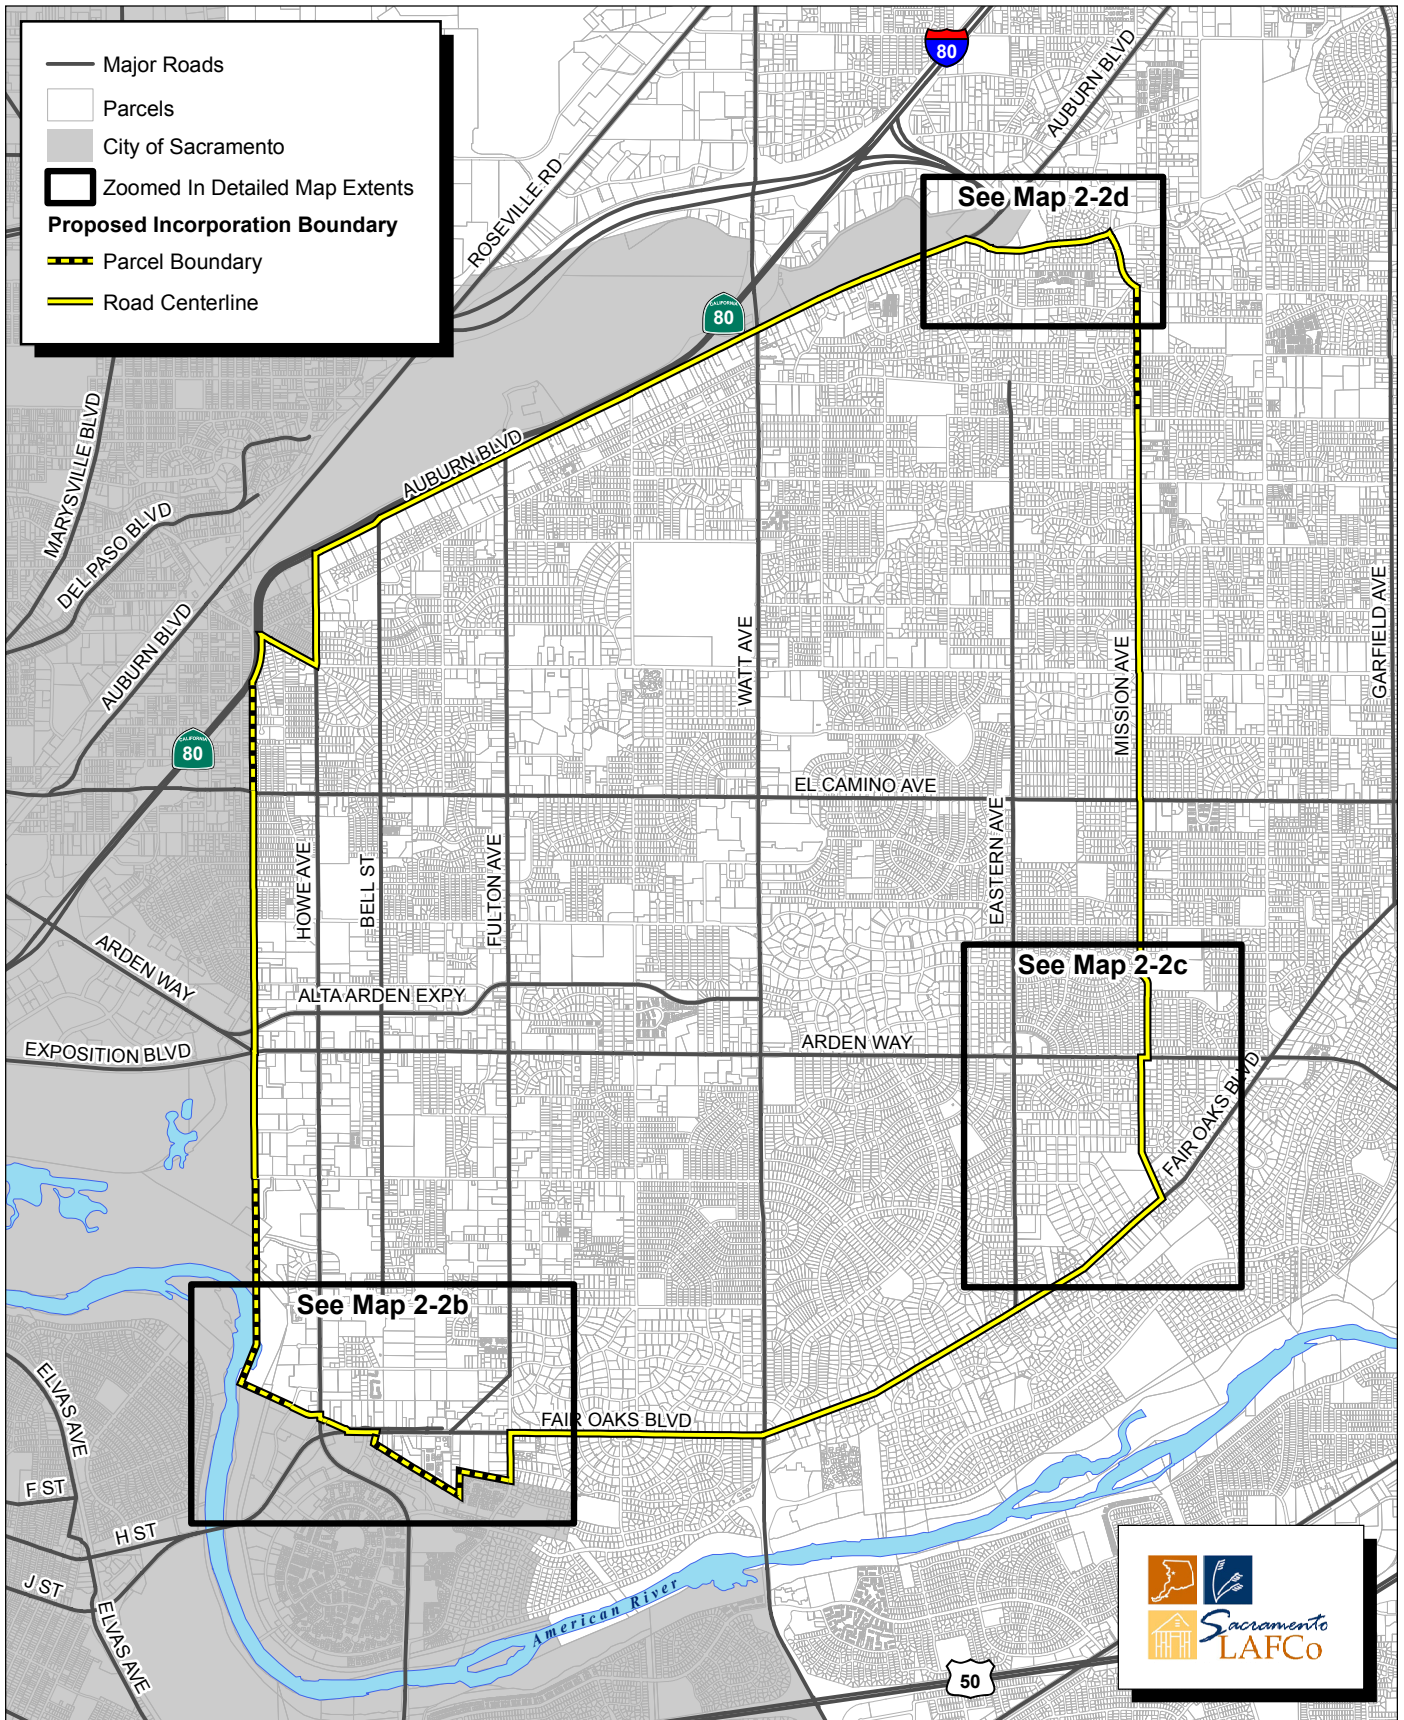 Major Roads
Parcels
City of Sacramento
Zoomed In Detailed Map Extents
Proposed Incorporation Boundary
Parcel Boundary
Road Centerline
80
AUBURN BLVD
ROSEVILLE RD
See Map 2-2d
CALIFORNIA
80
MARYSVILLE BLVD
DEL PASO BLVD
AUBURN BLVD
AUBURN BLVD
CALIFORNIA
80
WATT AVE
MISSION AVE
GARFIELD AVE
EL CAMINO AVE
HOWE AVE
BELL ST
FULTON AVE
EASTERN AVE
ARDEN WAY
ALTA ARDEN EXPY
See Map 2-2c
EXPOSITION BLVD
ARDEN WAY
FAIR OAKS BLVD
See Map 2-2b
FAIR OAKS BLVD
ELVAS AVE
F ST
H ST
J ST
ELVAS AVE
American River
50
Sacramento
LAFCo